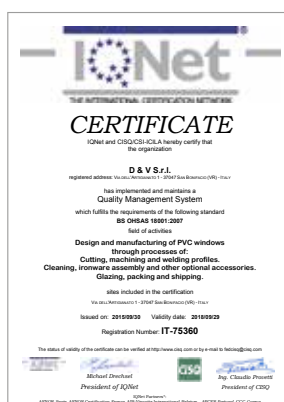 IQNet
THE INTERNATIONAL CERTIFICATION NETWORK
CERTIFICATE
IQNet and CISQ/CSI-ICILA hereby certify that
the organization
D & V S.r.l.
registered address: VIA DELL'ARTIGIANATO 1 - 37047 SAN BONIFACIO (VR) - ITALY
has implemented and maintains a
Quality Management System
which fulfills the requirements of the following standard
BS OHSAS 18001:2007
field of activities
Design and manufacturing of PVC windows
through processes of:
Cutting, machining and welding profiles.
Cleaning, ironware assembly and other optional accessories.
Glazing, packing and shipping.
sites included in the certification
VIA DELL'ARTIGIANATO 1 - 37047 SAN BONIFACIO (VR) - ITALY
Issued on: 2015/09/30 Validity date: 2018/09/29
Registration Number: IT-75360
The status of validity of the certificate can be verified at http://www.cisq.com or by e-mail to fedcisq@cisq.com
IQNet
CISQ
Michael Drechsel
President of IQNet
Ing. Claudio Provetti
President of CISQ
IQNet Partners*: